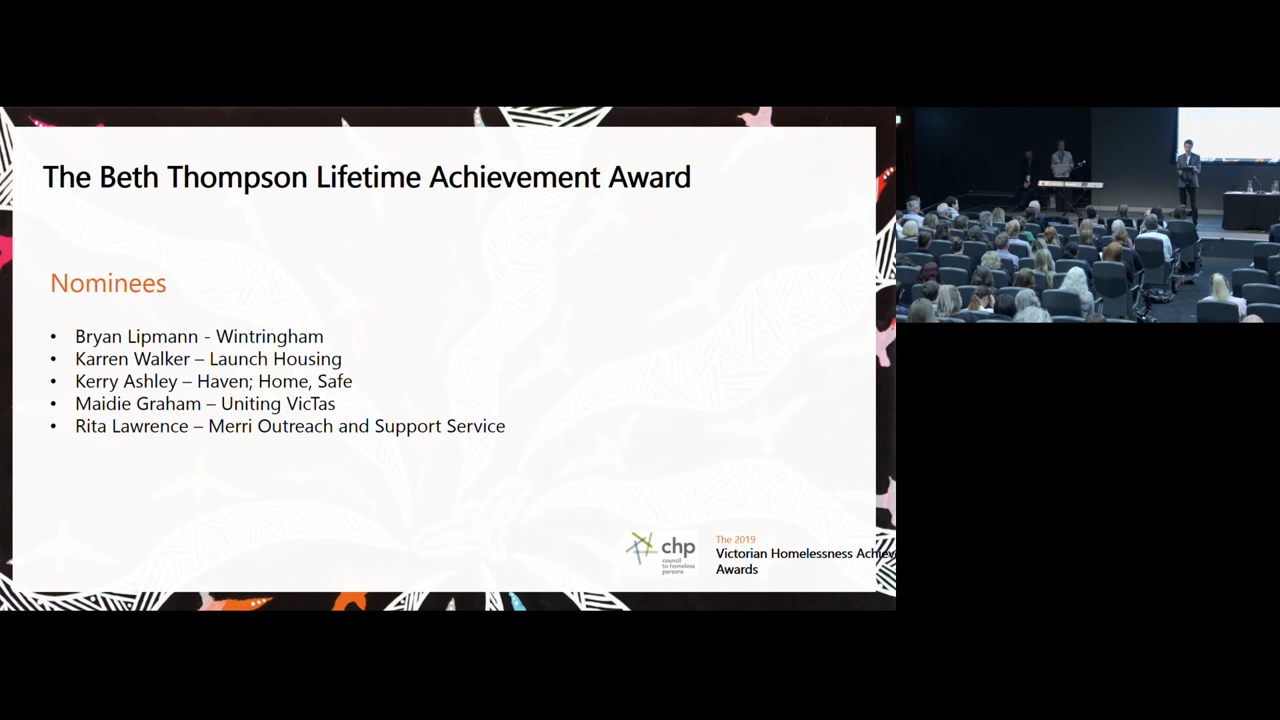 The Beth Thompson Lifetime Achievement Award
Nominees
• Bryan Lipmann - Wintringham
• Karren Walker – Launch Housing
• Kerry Ashley – Haven; Home, Safe
• Maidie Graham – Uniting VicTas
• Rita Lawrence – Merri Outreach and Support Service
chp
council
to homeless
persons
The 2019
Victorian Homelessness Achiev
Awards